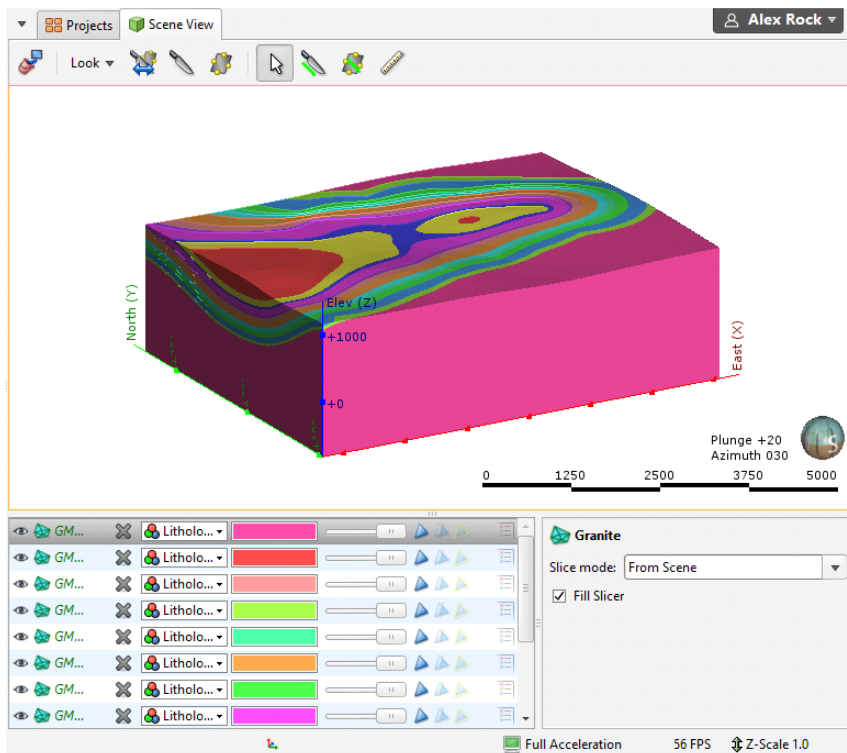 Projects
Scene View
Alex Rock
Look
Elev (Z)
+1000
+0
North (Y)
East (X)
Plunge +20
Azimuth 030
S
0 1250 2500 3750 5000
GM... Litholo...
GM... Litholo...
GM... Litholo...
GM... Litholo...
GM... Litholo...
GM... Litholo...
GM... Litholo...
GM... Litholo...
Granite
Slice mode: From Scene
Fill Slicer
Full Acceleration 56 FPS Z-Scale 1.0